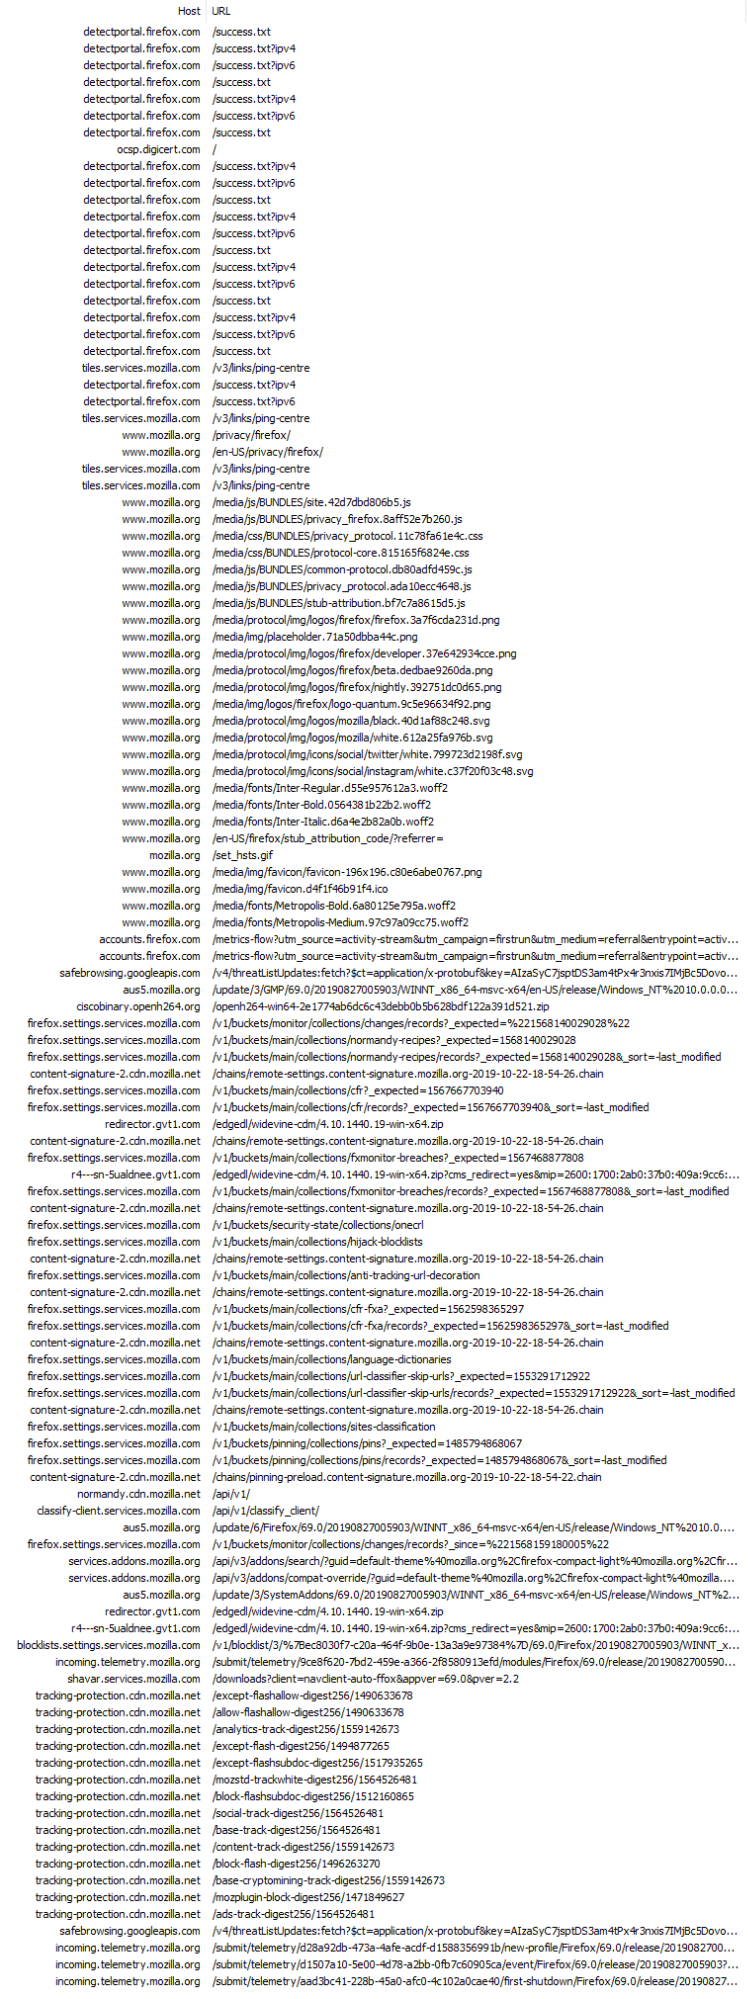 Host URL
detectportal.firefox.com /success.txt
detectportal.firefox.com /success.txt?ipv4
detectportal.firefox.com /success.txt?ipv6
detectportal.firefox.com /success.txt
detectportal.firefox.com /success.txt?ipv4
detectportal.firefox.com /success.txt?ipv6
detectportal.firefox.com /success.txt
ocsp.digicert.com /
detectportal.firefox.com /success.txt?ipv4
detectportal.firefox.com /success.txt?ipv6
detectportal.firefox.com /success.txt
detectportal.firefox.com /success.txt?ipv4
detectportal.firefox.com /success.txt?ipv6
detectportal.firefox.com /success.txt
detectportal.firefox.com /success.txt?ipv4
detectportal.firefox.com /success.txt?ipv6
detectportal.firefox.com /success.txt
detectportal.firefox.com /success.txt?ipv4
detectportal.firefox.com /success.txt?ipv6
detectportal.firefox.com /success.txt
tiles.services.mozilla.com /v3/links/ping-centre
detectportal.firefox.com /success.txt?ipv4
detectportal.firefox.com /success.txt?ipv6
tiles.services.mozilla.com /v3/links/ping-centre
www.mozilla.org /privacy/firefox/
www.mozilla.org /en-US/privacy/firefox/
tiles.services.mozilla.com /v3/links/ping-centre
tiles.services.mozilla.com /v3/links/ping-centre
www.mozilla.org /media/js/BUNDLES/site.42d7dbd806b5.js
www.mozilla.org /media/js/BUNDLES/privacy_firefox.8aff52e7b260.js
www.mozilla.org /media/css/BUNDLES/privacy_protocol.11c78fa61e4c.css
www.mozilla.org /media/css/BUNDLES/protocol-core.815165f6824e.css
www.mozilla.org /media/js/BUNDLES/common-protocol.db80adfd459c.js
www.mozilla.org /media/js/BUNDLES/privacy_protocol.ada10ecc4648.js
www.mozilla.org /media/js/BUNDLES/stub-attribution.bf7c7a8615d5.js
www.mozilla.org /media/protocol/img/logos/firefox/firefox.3a7f6cda231d.png
www.mozilla.org /media/img/placeholder.71a50dbba44c.png
www.mozilla.org /media/protocol/img/logos/firefox/developer.37e642934cce.png
www.mozilla.org /media/protocol/img/logos/firefox/beta.dedbae9260da.png
www.mozilla.org /media/protocol/img/logos/firefox/nightly.392751dc0d65.png
www.mozilla.org /media/img/logos/firefox/logo-quantum.9c5e96634f92.png
www.mozilla.org /media/protocol/img/logos/mozilla/black.40d1af88c248.svg
www.mozilla.org /media/protocol/img/logos/mozilla/white.612a25fa976b.svg
www.mozilla.org /media/protocol/img/icons/social/twitter/white.799723d2198f.svg
www.mozilla.org /media/protocol/img/icons/social/instagram/white.c37f20f03c48.svg
www.mozilla.org /media/fonts/Inter-Regular.d55e957612a3.woff2
www.mozilla.org /media/fonts/Inter-Bold.0564381b22b2.woff2
www.mozilla.org /media/fonts/Inter-Italic.d6a4e2b82a0b.woff2
www.mozilla.org /en-US/firefox/stub_attribution_code/?referrer=
mozilla.org /set_hsts.gif
www.mozilla.org /media/img/favicon/favicon-196x196.c80e6abe0767.png
www.mozilla.org /media/img/favicon.d4f1f46b91f4.ico
www.mozilla.org /media/fonts/Metropolis-Bold.6a80125e795a.woff2
www.mozilla.org /media/fonts/Metropolis-Medium.97c97a09cc75.woff2
accounts.firefox.com /metrics-flow?utm_source=activity-stream&utm_campaign=firstrun&utm_medium=referral&entrypoint=activ...
accounts.firefox.com /metrics-flow?utm_source=activity-stream&utm_campaign=firstrun&utm_medium=referral&entrypoint=activ...
safebrowsing.googleapis.com /v4/threatListUpdates:fetch?$ct=application/x-protobuf&key=AIzaSyC7jsptDS3am4tPx4r3nxis7IMjBc5Dovo...
aus5.mozilla.org /update/3/GMP/69.0/20190827005903/WINNT_x86_64-msvc-x64/en-US/release/Windows_NT%2010.0.0.0...
ciscobinary.openh264.org /openh264-win64-2e1774ab6dc6c43debb0b5b628bdf122a391d521.zip
firefox.settings.services.mozilla.com /v1/buckets/monitor/collections/changes/records?_expected=%221568140029028%22
firefox.settings.services.mozilla.com /v1/buckets/main/collections/normandy-recipes?_expected=1568140029028
firefox.settings.services.mozilla.com /v1/buckets/main/collections/normandy-recipes/records?_expected=1568140029028&_sort=-last_modified
content-signature-2.cdn.mozilla.net /chains/remote-settings.content-signature.mozilla.org-2019-10-22-18-54-26.chain
firefox.settings.services.mozilla.com /v1/buckets/main/collections/cfr?_expected=1567667703940
firefox.settings.services.mozilla.com /v1/buckets/main/collections/cfr/records?_expected=1567667703940&_sort=-last_modified
redirector.gvt1.com /edgedl/widevine-cdm/4.10.1440.19-win-x64.zip
content-signature-2.cdn.mozilla.net /chains/remote-settings.content-signature.mozilla.org-2019-10-22-18-54-26.chain
firefox.settings.services.mozilla.com /v1/buckets/main/collections/fxmonitor-breaches?_expected=1567468877808
r4---sn-5ualdnee.gvt1.com /edgedl/widevine-cdm/4.10.1440.19-win-x64.zip?cms_redirect=yes&mip=2600:1700:2ab0:37b0:409a:9cc6:...
firefox.settings.services.mozilla.com /v1/buckets/main/collections/fxmonitor-breaches/records?_expected=1567468877808&_sort=-last_modified
content-signature-2.cdn.mozilla.net /chains/remote-settings.content-signature.mozilla.org-2019-10-22-18-54-26.chain
firefox.settings.services.mozilla.com /v1/buckets/security-state/collections/onecrl
firefox.settings.services.mozilla.com /v1/buckets/main/collections/hijack-blocklists
content-signature-2.cdn.mozilla.net /chains/remote-settings.content-signature.mozilla.org-2019-10-22-18-54-26.chain
firefox.settings.services.mozilla.com /v1/buckets/main/collections/anti-tracking-url-decoration
content-signature-2.cdn.mozilla.net /chains/remote-settings.content-signature.mozilla.org-2019-10-22-18-54-26.chain
firefox.settings.services.mozilla.com /v1/buckets/main/collections/cfr-fxa?_expected=1562598365297
firefox.settings.services.mozilla.com /v1/buckets/main/collections/cfr-fxa/records?_expected=1562598365297&_sort=-last_modified
content-signature-2.cdn.mozilla.net /chains/remote-settings.content-signature.mozilla.org-2019-10-22-18-54-26.chain
firefox.settings.services.mozilla.com /v1/buckets/main/collections/language-dictionaries
firefox.settings.services.mozilla.com /v1/buckets/main/collections/url-classifier-skip-urls?_expected=1553291712922
firefox.settings.services.mozilla.com /v1/buckets/main/collections/url-classifier-skip-urls/records?_expected=1553291712922&_sort=-last_modified
content-signature-2.cdn.mozilla.net /chains/remote-settings.content-signature.mozilla.org-2019-10-22-18-54-26.chain
firefox.settings.services.mozilla.com /v1/buckets/main/collections/sites-classification
firefox.settings.services.mozilla.com /v1/buckets/pinning/collections/pins?_expected=1485794868067
firefox.settings.services.mozilla.com /v1/buckets/pinning/collections/pins/records?_expected=1485794868067&_sort=-last_modified
content-signature-2.cdn.mozilla.net /chains/pinning-preload.content-signature.mozilla.org-2019-10-22-18-54-22.chain
normandy.cdn.mozilla.net /api/v1/
classify-client.services.mozilla.com /api/v1/classify_client/
aus5.mozilla.org /update/6/Firefox/69.0/20190827005903/WINNT_x86_64-msvc-x64/en-US/release/Windows_NT%2010.0....
firefox.settings.services.mozilla.com /v1/buckets/monitor/collections/changes/records?_since=%221568159180005%22
services.addons.mozilla.org /api/v3/addons/search/?guid=default-theme%40mozilla.org%2Cfirefox-compact-light%40mozilla.org%2Cfir...
services.addons.mozilla.org /api/v3/addons/compat-override/?guid=default-theme%40mozilla.org%2Cfirefox-compact-light%40mozilla....
aus5.mozilla.org /update/3/SystemAddons/69.0/20190827005903/WINNT_x86_64-msvc-x64/en-US/release/Windows_NT%2...
redirector.gvt1.com /edgedl/widevine-cdm/4.10.1440.19-win-x64.zip
r4---sn-5ualdnee.gvt1.com /edgedl/widevine-cdm/4.10.1440.19-win-x64.zip?cms_redirect=yes&mip=2600:1700:2ab0:37b0:409a:9cc6:...
blocklists.settings.services.mozilla.com /v1/blocklist/3/%7Bec8030f7-c20a-464f-9b0e-13a3a9e97384%7D/69.0/Firefox/20190827005903/WINNT_x...
incoming.telemetry.mozilla.org /submit/telemetry/9ce8f620-7bd2-459e-a366-2f8580913efd/modules/Firefox/69.0/release/201908270059​0...
shavar.services.mozilla.com /downloads?client=navclient-auto-ffox&appver=69.0&pver=2.2
tracking-protection.cdn.mozilla.net /except-flashallow-digest256/1490633678
tracking-protection.cdn.mozilla.net /allow-flashallow-digest256/1490633678
tracking-protection.cdn.mozilla.net /analytics-track-digest256/1559142673
tracking-protection.cdn.mozilla.net /except-flash-digest256/1494877265
tracking-protection.cdn.mozilla.net /except-flashsubdoc-digest256/1517935265
tracking-protection.cdn.mozilla.net /mozstd-trackwhite-digest256/1564526481
tracking-protection.cdn.mozilla.net /block-flashsubdoc-digest256/1512160865
tracking-protection.cdn.mozilla.net /social-track-digest256/1564526481
tracking-protection.cdn.mozilla.net /base-track-digest256/1564526481
tracking-protection.cdn.mozilla.net /content-track-digest256/1559142673
tracking-protection.cdn.mozilla.net /block-flash-digest256/1496263270
tracking-protection.cdn.mozilla.net /base-cryptomining-track-digest256/1559142673
tracking-protection.cdn.mozilla.net /mozplugin-block-digest256/1471849627
tracking-protection.cdn.mozilla.net /ads-track-digest256/1564526481
safebrowsing.googleapis.com /v4/threatListUpdates:fetch?$ct=application/x-protobuf&key=AIzaSyC7jsptDS3am4tPx4r3nxis7IMjBc5Dovo...
incoming.telemetry.mozilla.org /submit/telemetry/d28a92db-473a-4afe-acdf-d1588356991b/new-profile/Firefox/69.0/release/2019082700...
incoming.telemetry.mozilla.org /submit/telemetry/d1507a10-5e00-4d78-a2bb-0fb7c60905ca/event/Firefox/69.0/release/20190827005903?...
incoming.telemetry.mozilla.org /submit/telemetry/aad3bc41-228b-45a0-afc0-4c102a0cae40/first-shutdown/Firefox/69.0/release/20190827...